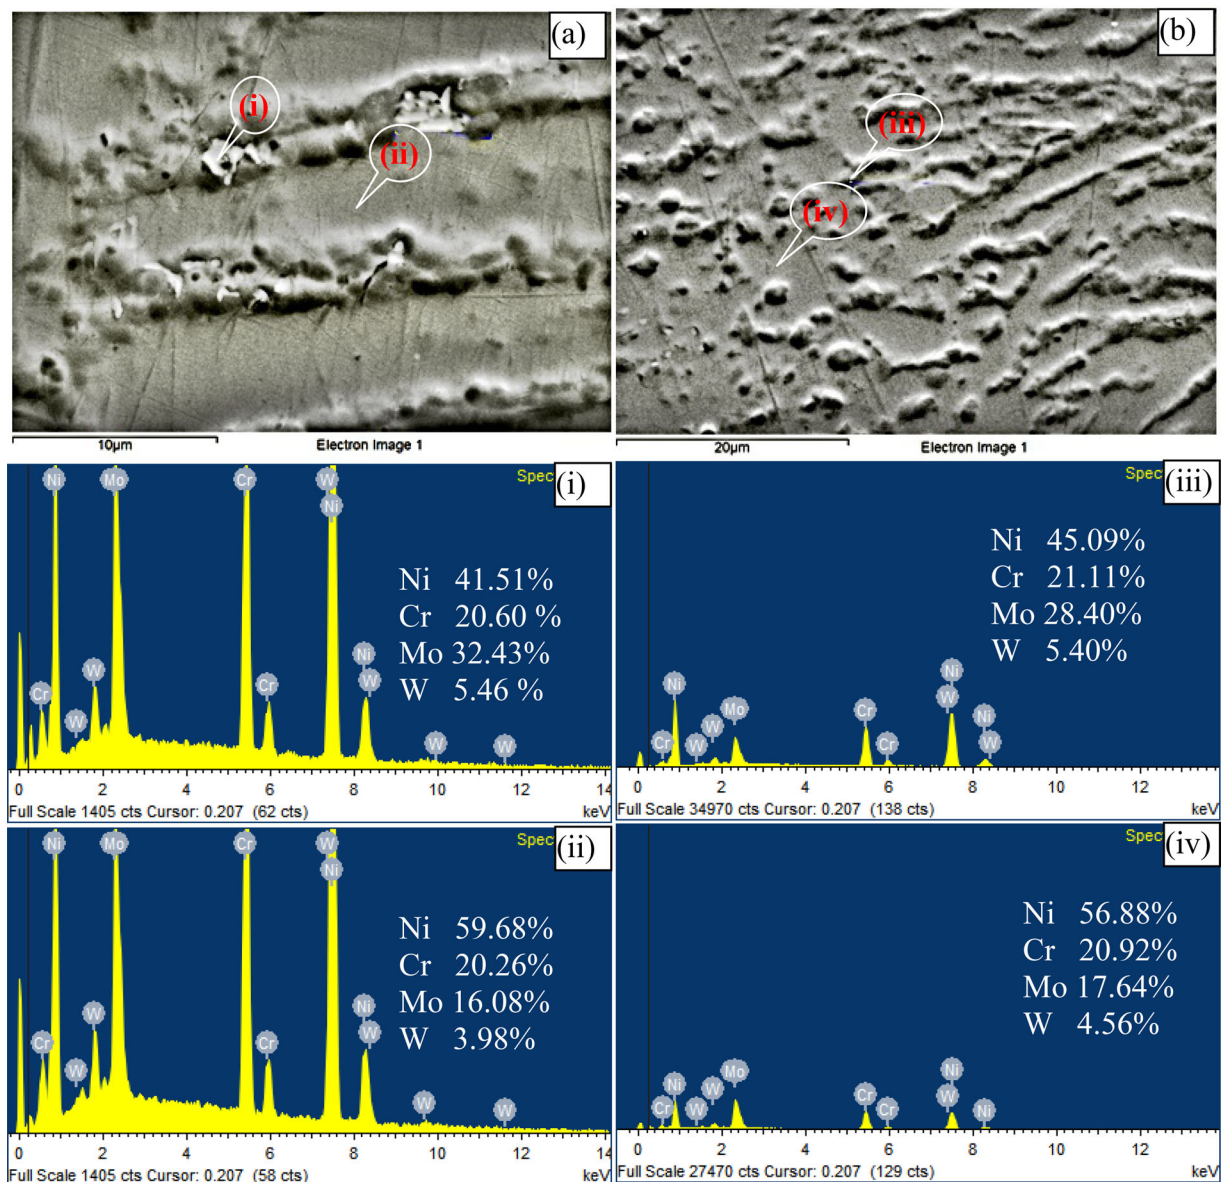 (a)
(i)
(ii)
10µm
Electron Image 1
(b)
(iii)
(iv)
20µm
Electron Image 1
Spec
(i)
Ni Mo Cr W
Ni
Ni 41.51%
Cr 20.60 %
Mo 32.43%
W 5.46 %
Ni
W W
Cr Cr
W W W
0 2 4 6 8 10 12 14
Full Scale 1405 cts Cursor: 0.207 (62 cts) keV
Spec
(iii)
Ni 45.09%
Cr 21.11%
Mo 28.40%
W 5.40%
Ni Ni
W Mo Cr W Ni
Cr W Cr W
0 2 4 6 8 10 12
Full Scale 34970 cts Cursor: 0.207 (138 cts) keV
Spec
(ii)
Ni Mo Cr W
Ni
Ni 59.68%
Cr 20.26%
Mo 16.08%
W 3.98%
Ni
W W
Cr Cr
W W W
0 2 4 6 8 10 12 14
Full Scale 1405 cts Cursor: 0.207 (58 cts) keV
Spec
(iv)
Ni 56.88%
Cr 20.92%
Mo 17.64%
W 4.56%
Mo Ni
Ni W W
Cr W Cr Cr Ni
0 2 4 6 8 10 12
Full Scale 27470 cts Cursor: 0.207 (129 cts) keV